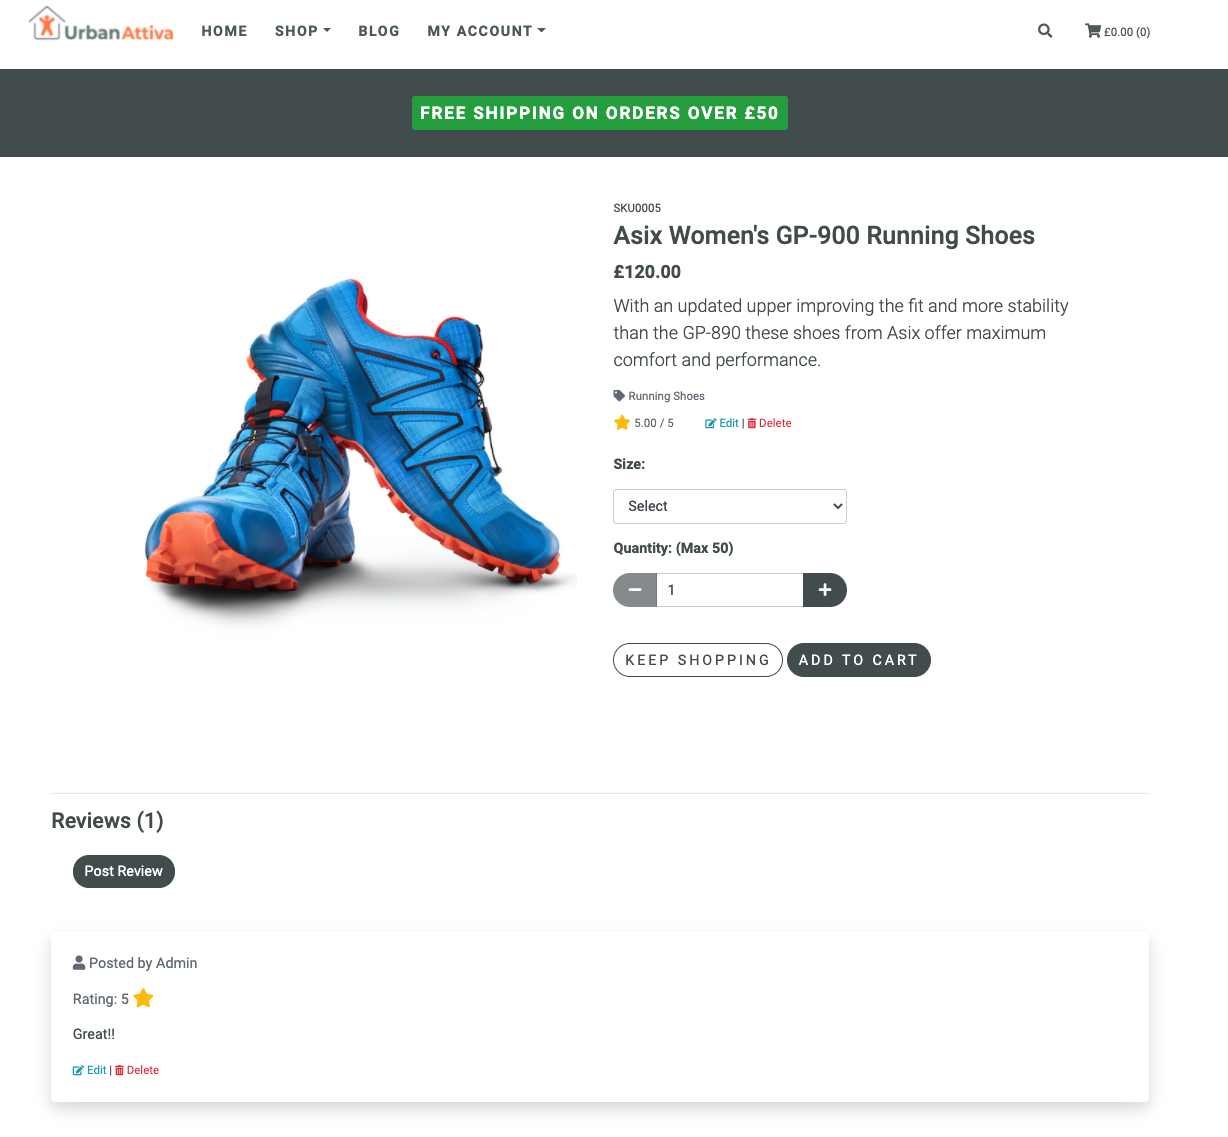 UrbanAttiva
HOME SHOP BLOG MY ACCOUNT £0.00 (0)
FREE SHIPPING ON ORDERS OVER £50
SKU0005
Asix Women's GP-900 Running Shoes
£120.00
With an updated upper improving the fit and more stability
than the GP-890 these shoes from Asix offer maximum
comfort and performance.
Running Shoes
5.00 / 5 Edit | Delete
Size:
Select
Quantity: (Max 50)
1
KEEP SHOPPING ADD TO CART
Reviews (1)
Post Review
Posted by Admin
Rating: 5
Great!!
Edit | Delete